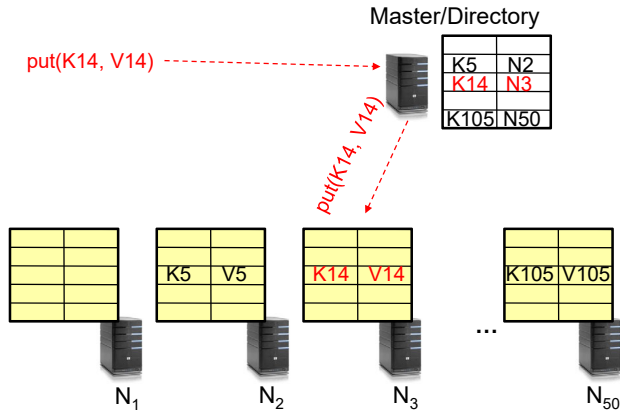 Master/Directory
put(K14, V14)
K5 N2
K14 N3
K105 N50
put(K14, V14)
K5 V5
K14 V14
K105 V105
...
N1
N2
N3
N50